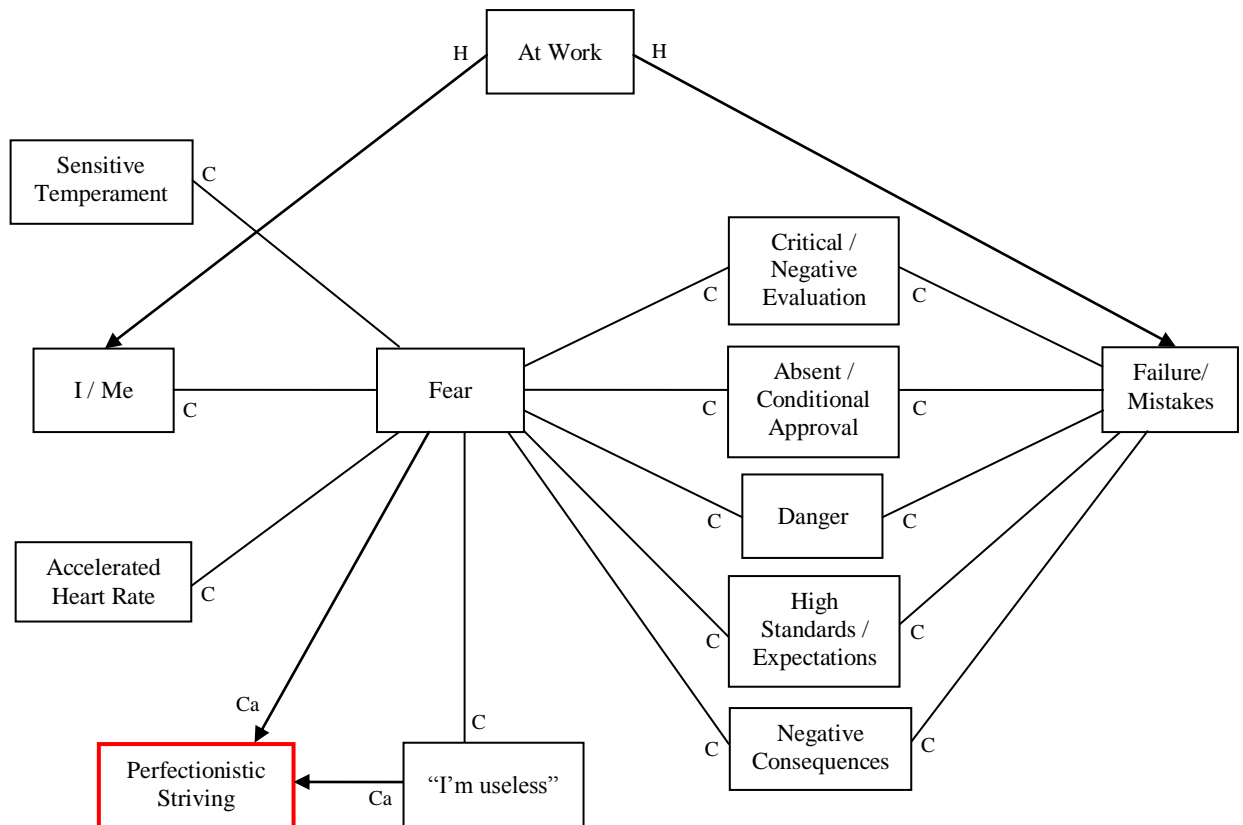 At Work
H
H
Sensitive
Temperament
C
Critical /
Negative
Evaluation
C
C
I / Me
C
Fear
Absent /
Conditional
Approval
C
C
Failure/
Mistakes
Danger
C
C
Accelerated
Heart Rate
C
High
Standards /
Expectations
C
C
Ca
C
Negative
Consequences
C
C
Perfectionistic
Striving
Ca
“I'm useless”